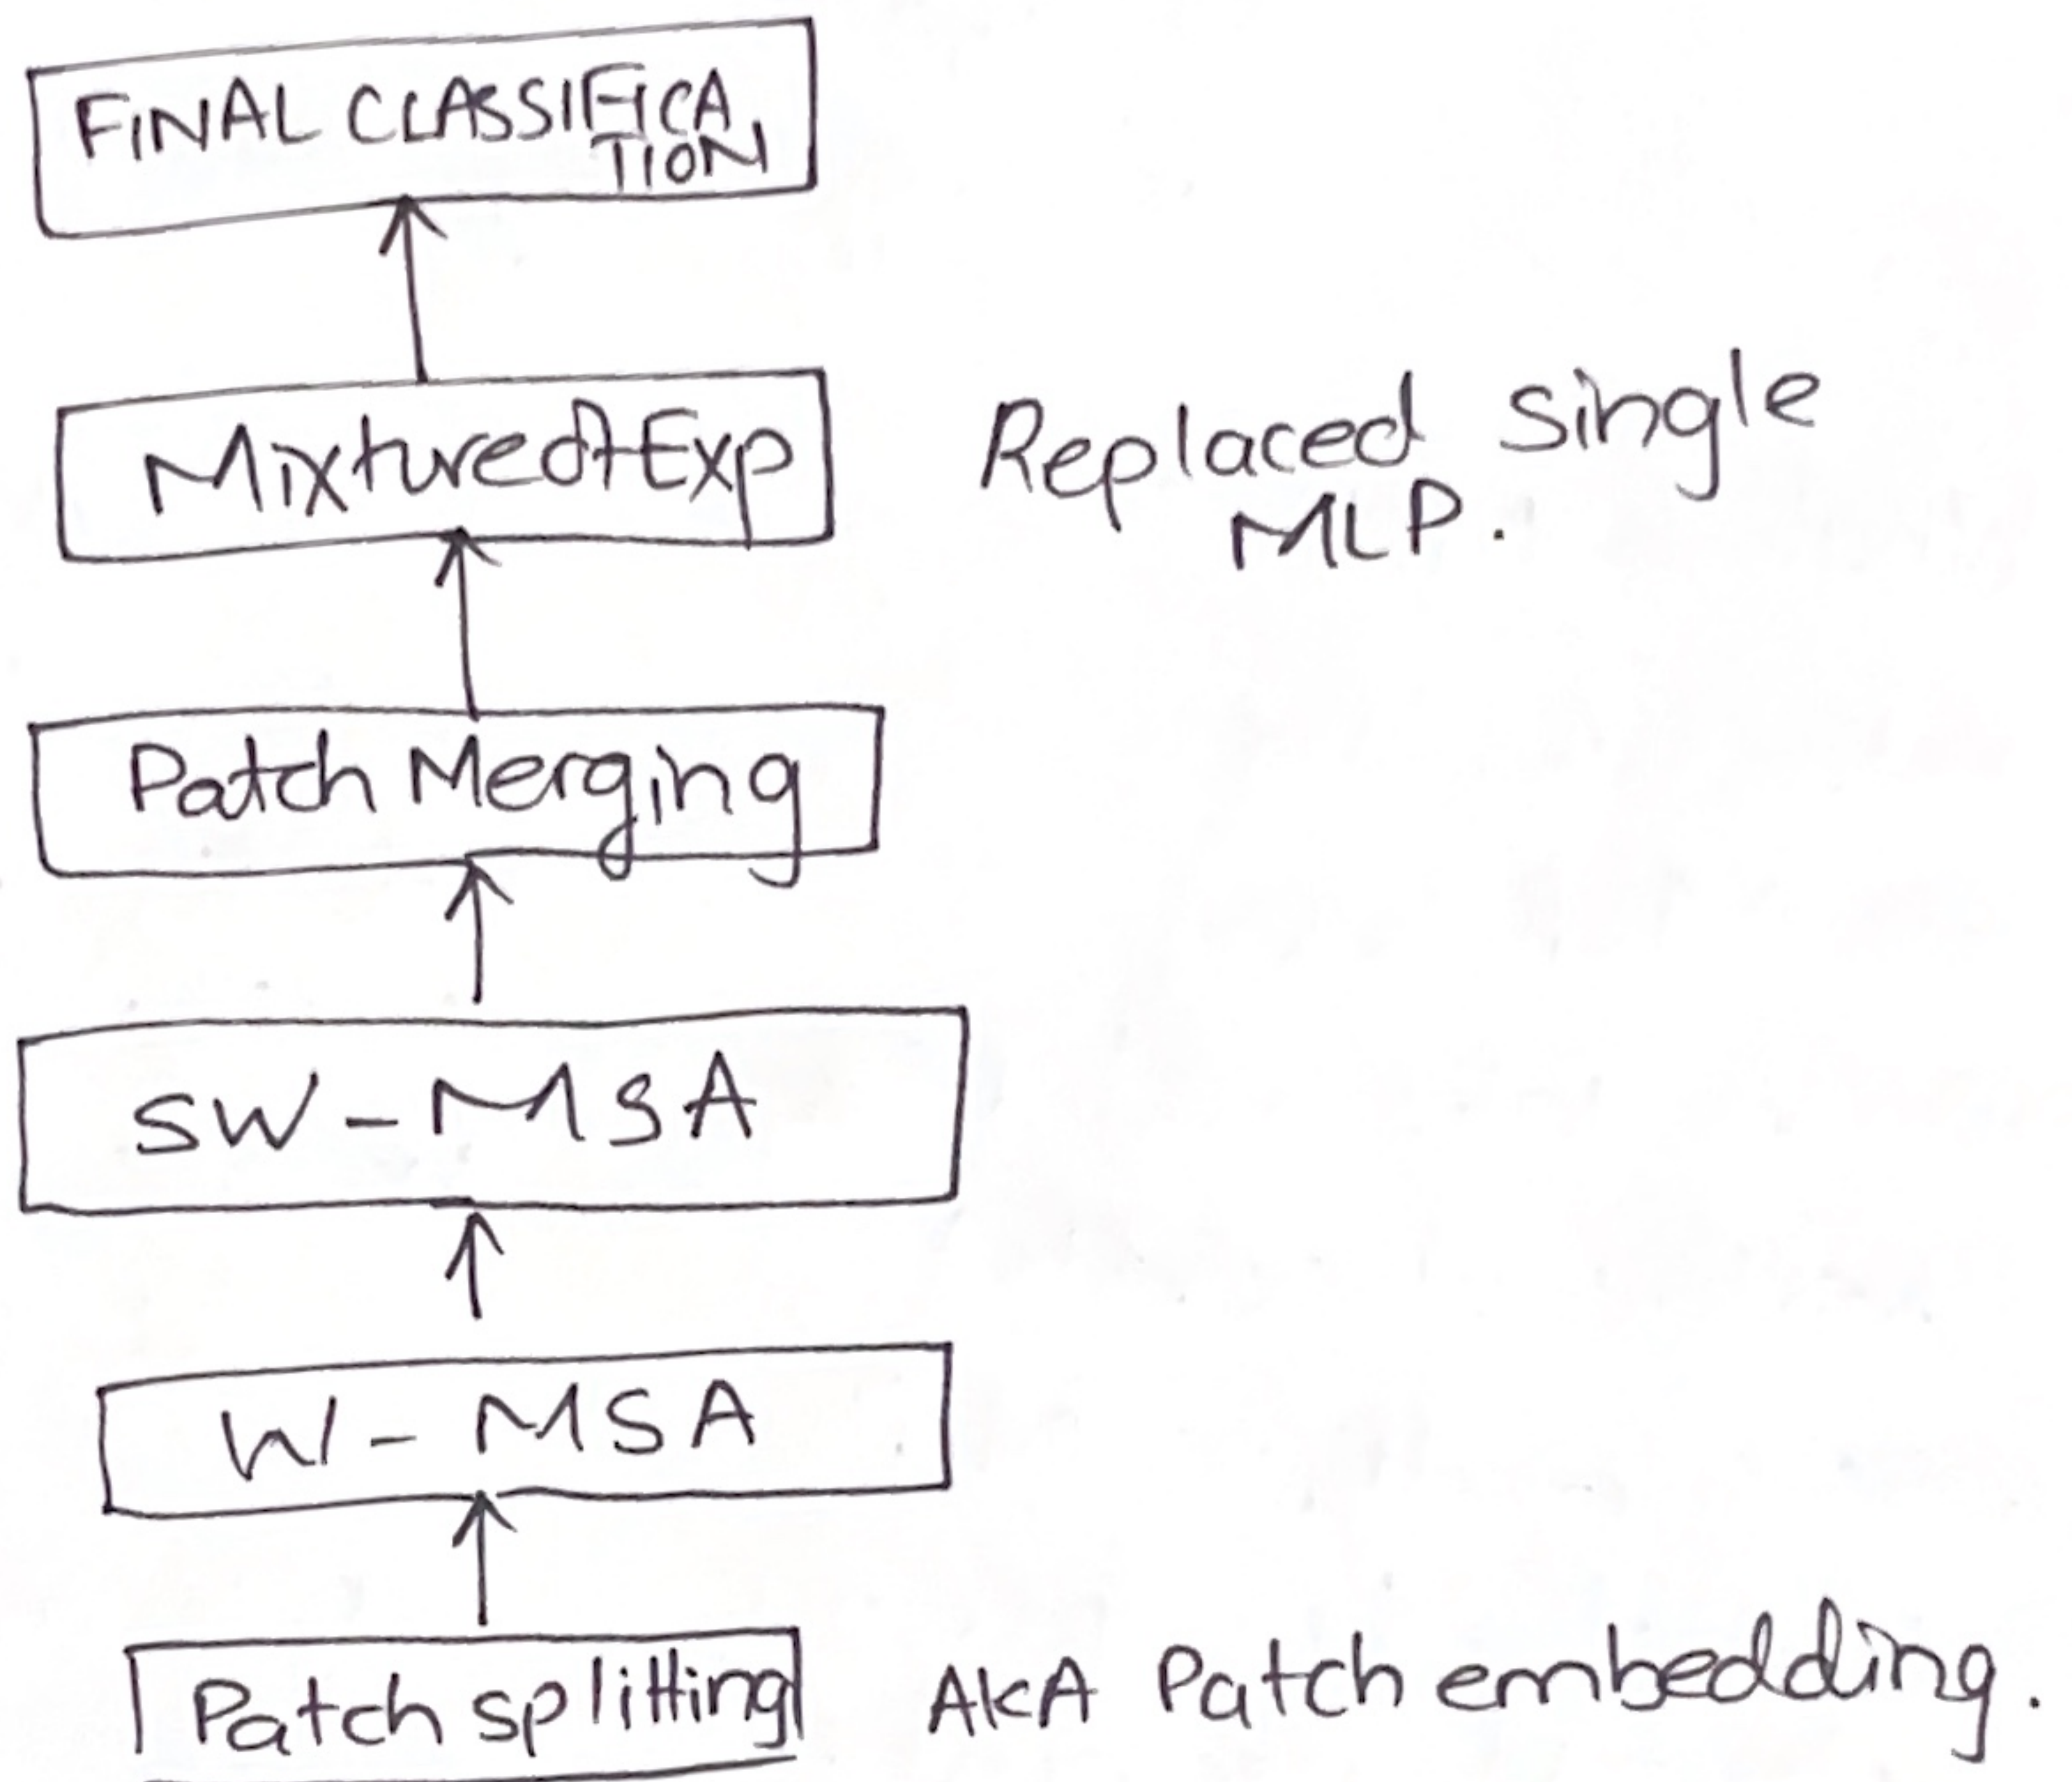 FINAL CLASSIFICA
TION
MixtureofExp
Replaced single
MLP.
Patch Merging
SW-MSA
W-MSA
Patch splitting
AKA Patch embedding.